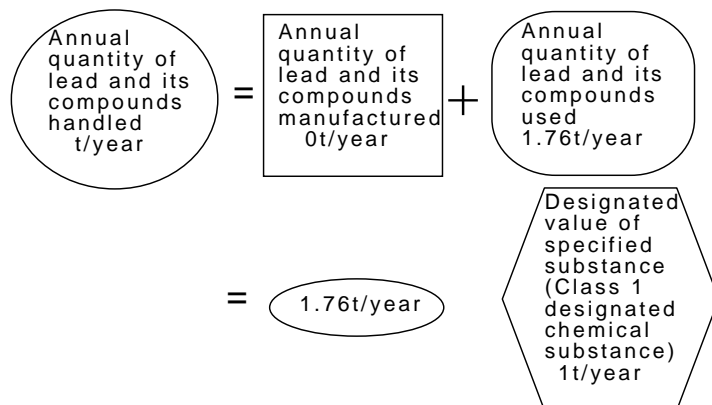 Annual
quantity of
lead and its
compounds
handled
t/year
=
Annual
quantity of
lead and its
compounds
manufactured
0t/year
+
Annual
quantity of
lead and its
compounds
used
1.76t/year
=
1.76t/year
Designated
value of
specified
substance
(Class 1
designated
chemical
substance)
1t/year